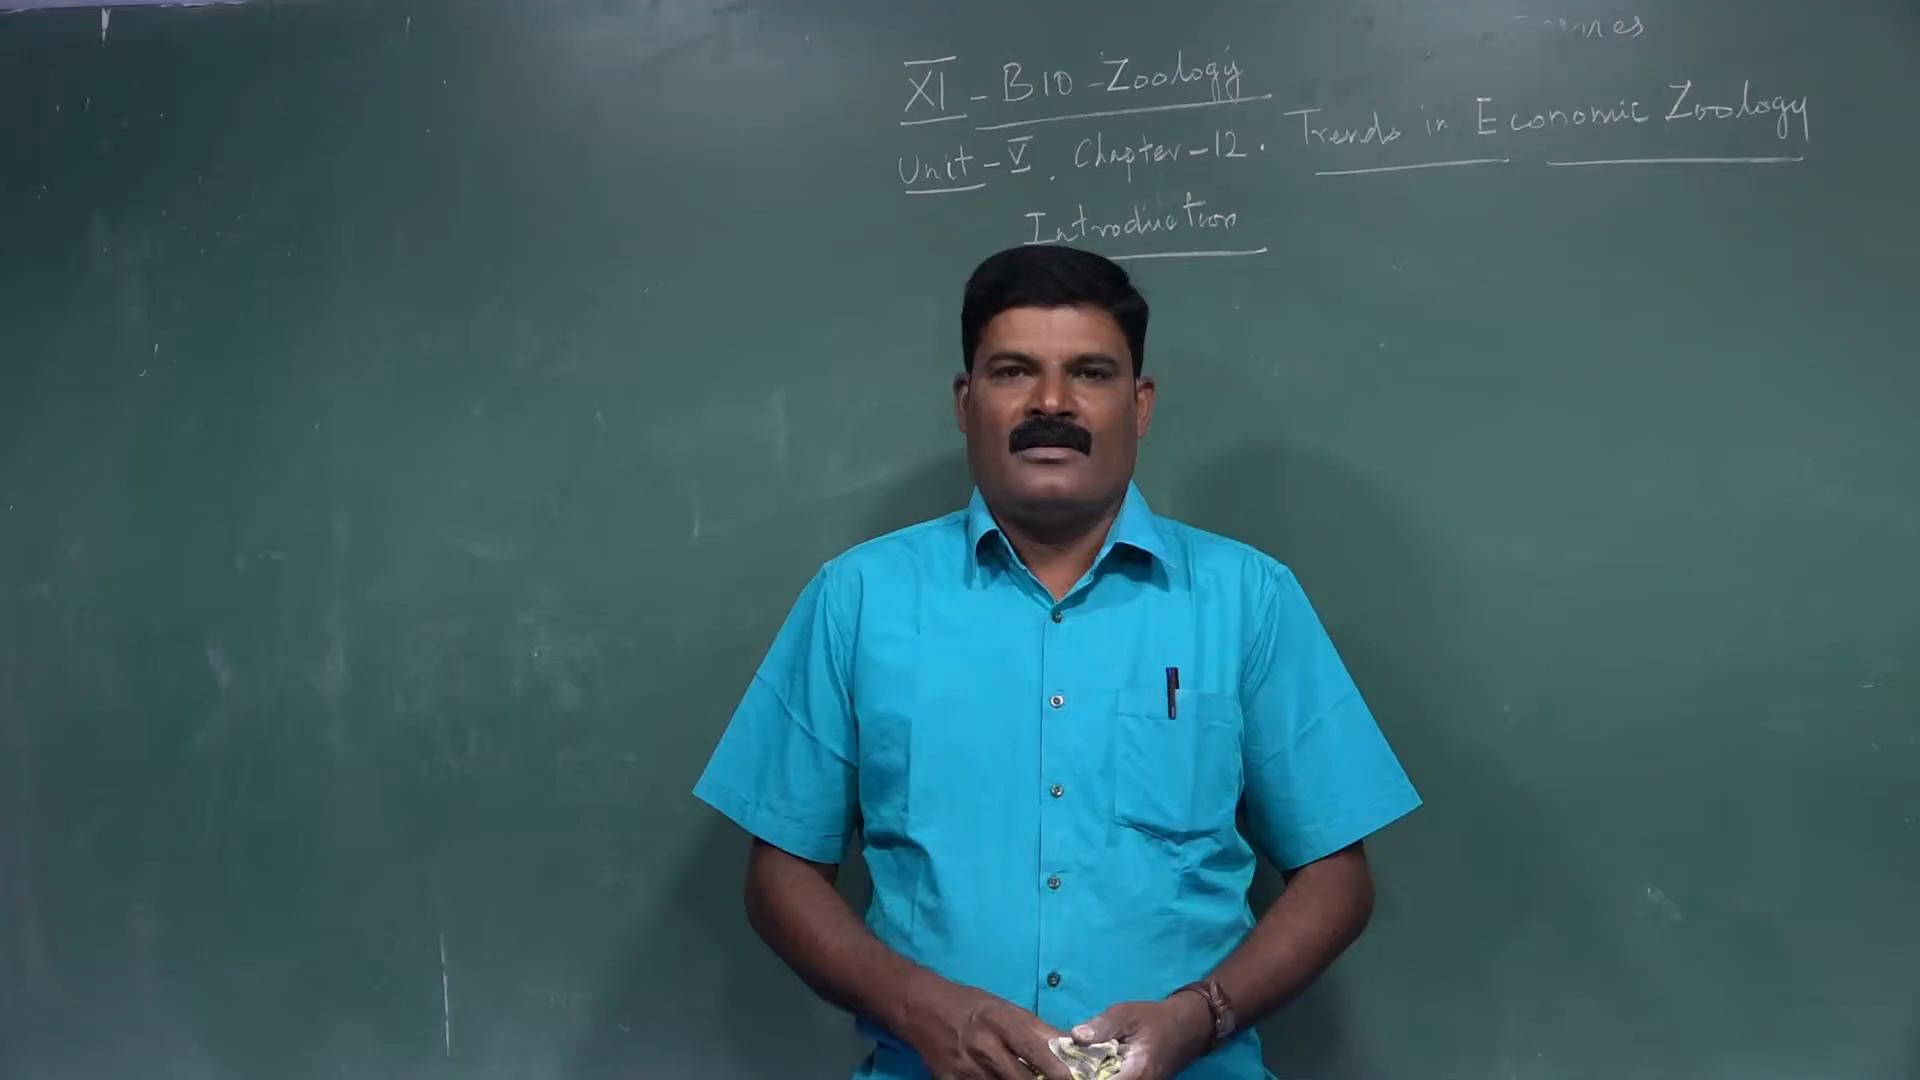 XI - BIO - Zoology
Unit - V . Chapter - 12 . Trends in Economic Zoology
Introduction